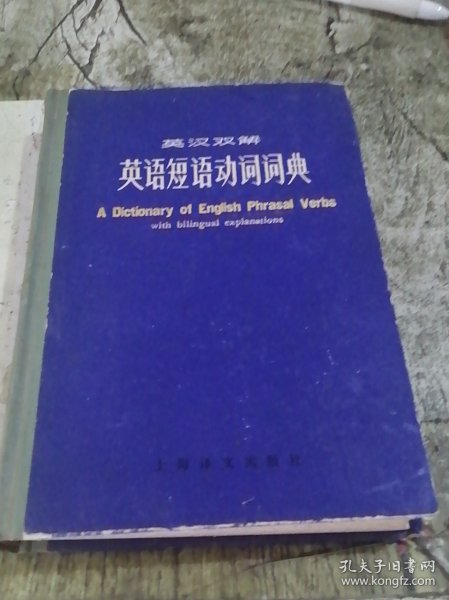 英汉双解
英语短语动词词典
A Dictionary of English Phrasal Verbs
with bilingual explanations
上海译文出版社
孔夫子旧书网
www.kongfz.com